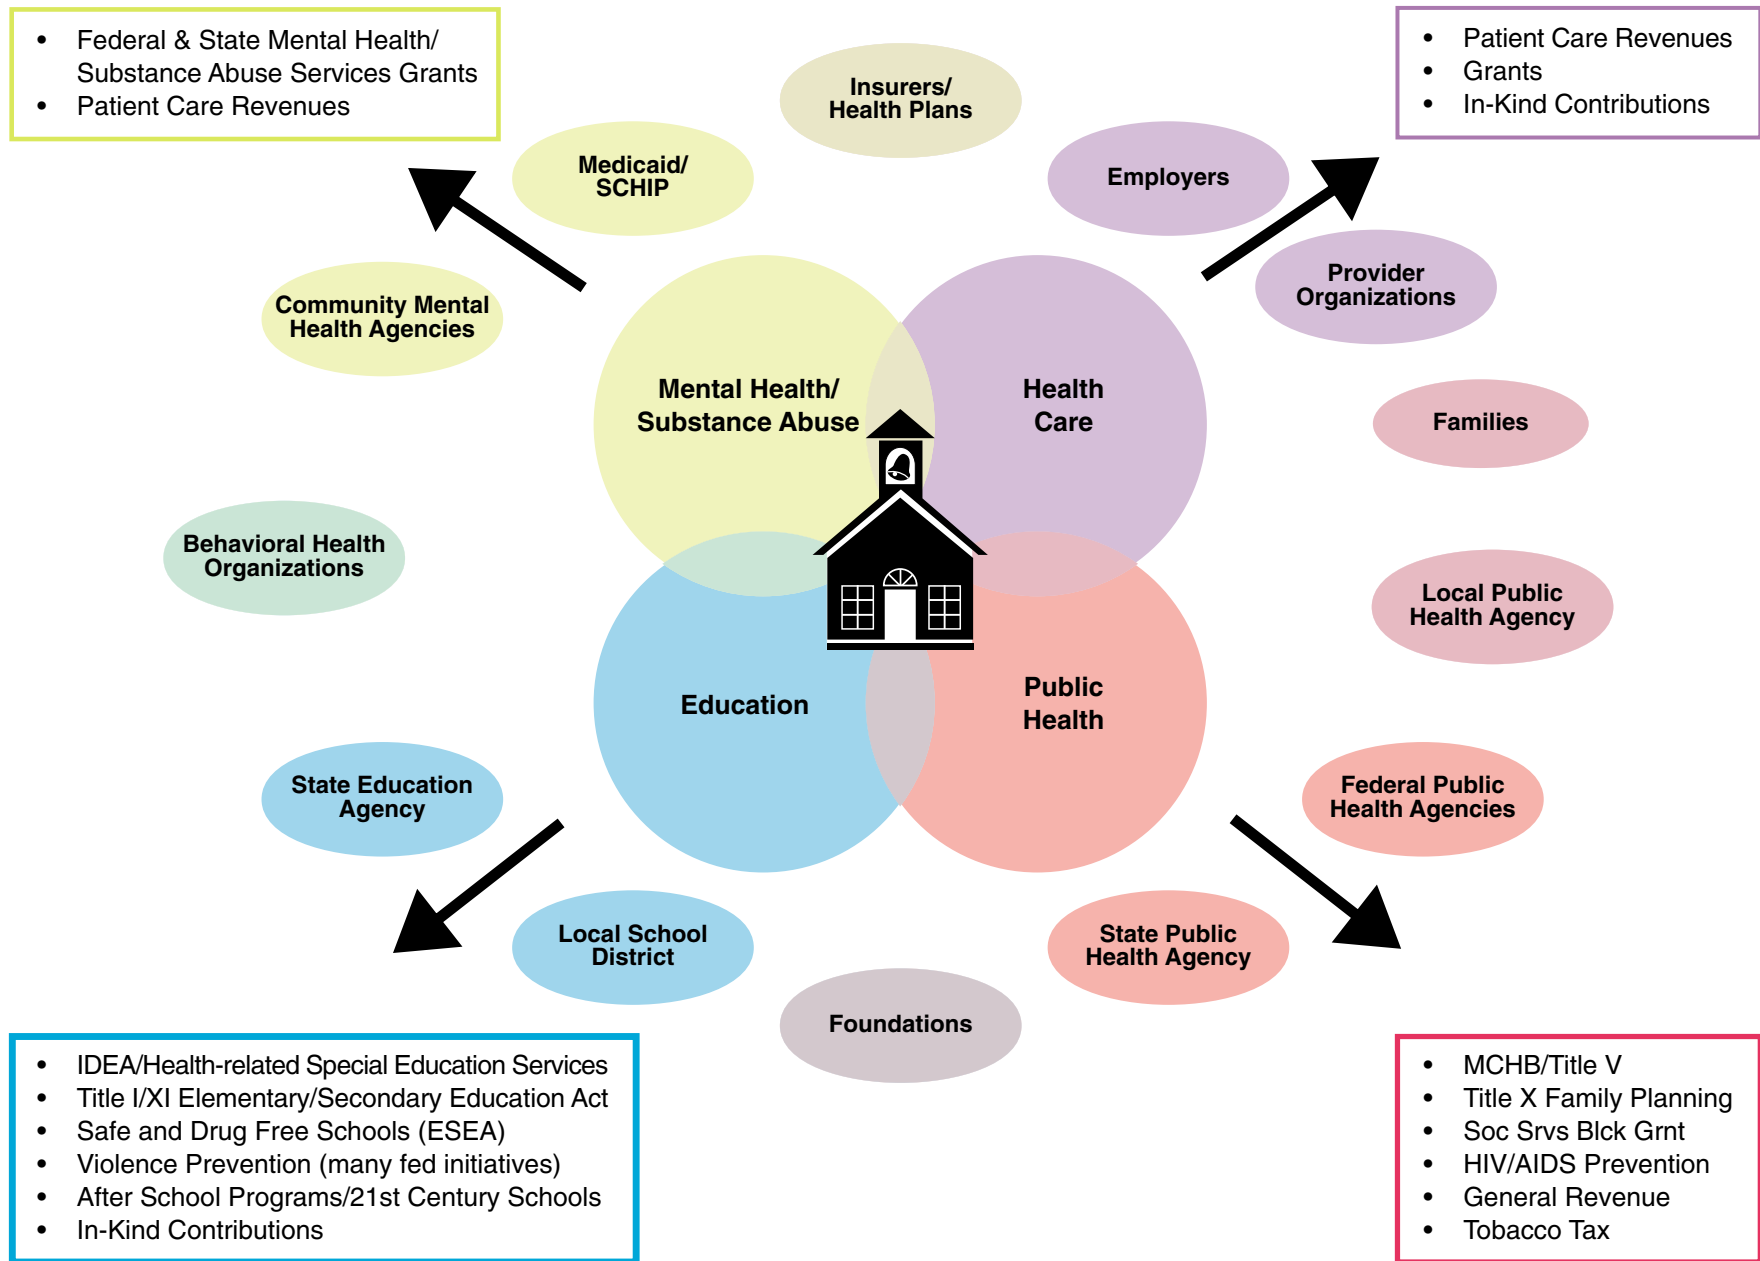 • Federal & State Mental Health/
Substance Abuse Services Grants
• Patient Care Revenues
• Patient Care Revenues
• Grants
• In-Kind Contributions
Insurers/
Health Plans
Medicaid/
SCHIP
Employers
Community Mental
Health Agencies
Provider
Organizations
Mental Health/
Substance Abuse
Health
Care
Families
Behavioral Health
Organizations
Local Public
Health Agency
Education
Public
Health
State Education
Agency
Federal Public
Health Agencies
Local School
District
State Public
Health Agency
Foundations
• IDEA/Health-related Special Education Services
• Title I/XI Elementary/Secondary Education Act
• Safe and Drug Free Schools (ESEA)
• Violence Prevention (many fed initiatives)
• After School Programs/21st Century Schools
• In-Kind Contributions
• MCHB/Title V
• Title X Family Planning
• Soc Srvs Blck Grnt
• HIV/AIDS Prevention
• General Revenue
• Tobacco Tax